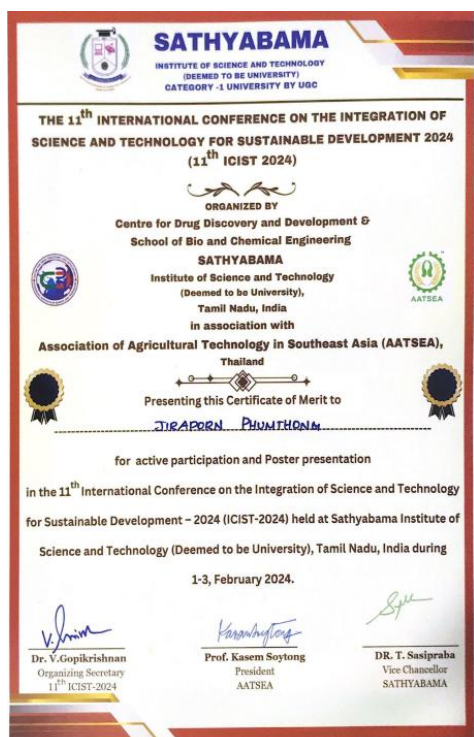 SATHYABAMA
INSTITUTE OF SCIENCE AND TECHNOLOGY
(DEEMED TO BE UNIVERSITY)
CATEGORY -1 UNIVERSITY BY UGC
THE 11th INTERNATIONAL CONFERENCE ON THE INTEGRATION OF
SCIENCE AND TECHNOLOGY FOR SUSTAINABLE DEVELOPMENT 2024
(11th ICIST 2024)
ORGANIZED BY
Centre for Drug Discovery and Development &
School of Bio and Chemical Engineering
SATHYABAMA
Institute of Science and Technology
(Deemed to be University),
Tamil Nadu, India
in association with
AATSEA
Association of Agricultural Technology in Southeast Asia (AATSEA),
Thailand
Presenting this Certificate of Merit to
JIRAPORN PHUMTHONG
for active participation and Poster presentation
in the 11th International Conference on the Integration of Science and Technology
for Sustainable Development – 2024 (ICIST-2024) held at Sathyabama Institute of
Science and Technology (Deemed to be University), Tamil Nadu, India during
1-3, February 2024.
Dr. V.Gopikrishnan
Organizing Secretary
11th ICIST-2024
Prof. Kasem Soytong
President
AATSEA
DR. T. Sasipraba
Vice Chancellor
SATHYABAMA